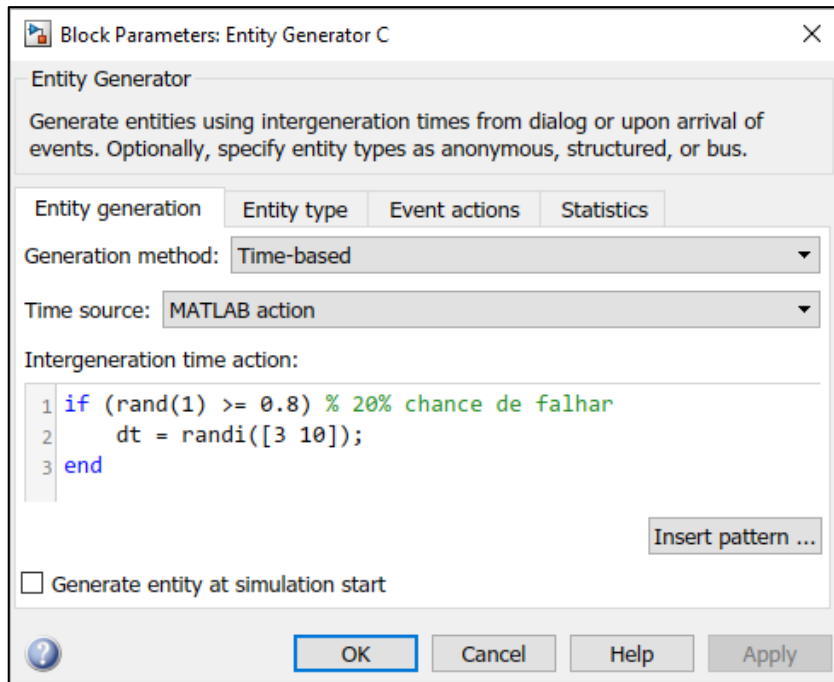 Block Parameters: Entity Generator C
Entity Generator
Generate entities using intergeneration times from dialog or upon arrival of
events. Optionally, specify entity types as anonymous, structured, or bus.
Entity generation Entity type Event actions Statistics
Generation method: Time-based
Time source: MATLAB action
Intergeneration time action:
1 if (rand(1) >= 0.8) % 20% chance de falhar
2     dt = randi([3 10]);
3 end
Insert pattern ...
Generate entity at simulation start
? OK Cancel Help Apply